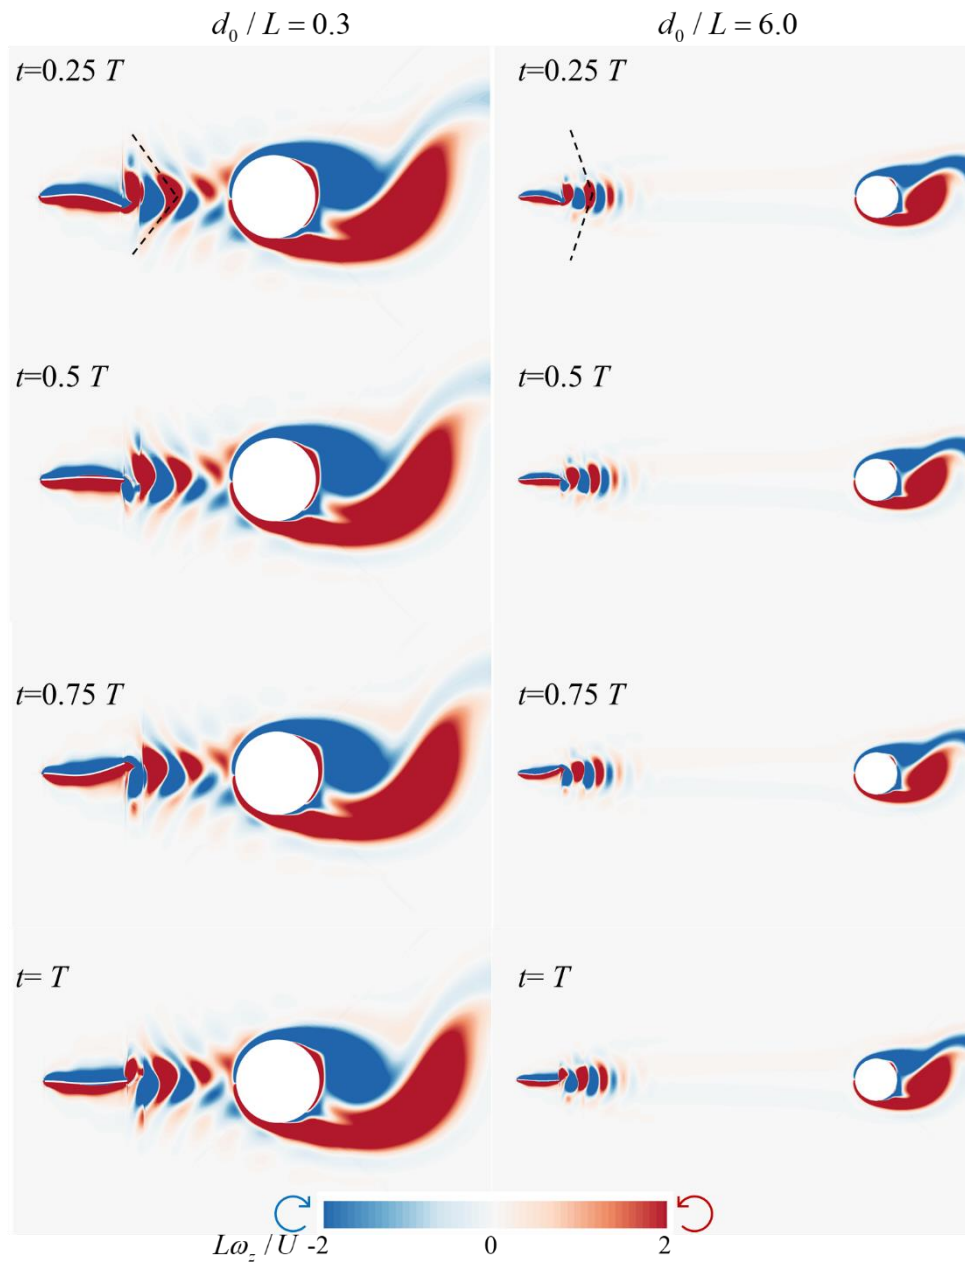 d₀ / L = 0.3 d₀ / L = 6.0
t=0.25 T t=0.25 T
t=0.5 T t=0.5 T
t=0.75 T t=0.75 T
t= T t= T
Lω_z / U -2 0 2